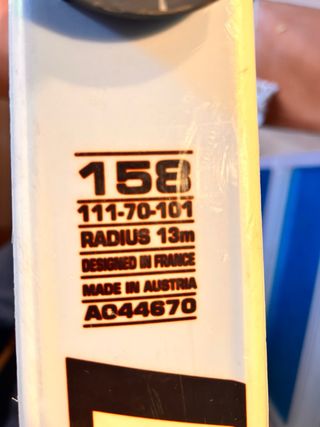 158
111-70-101
RADIUS 13m
DESIGNED IN FRANCE
MADE IN AUSTRIA
AC44670